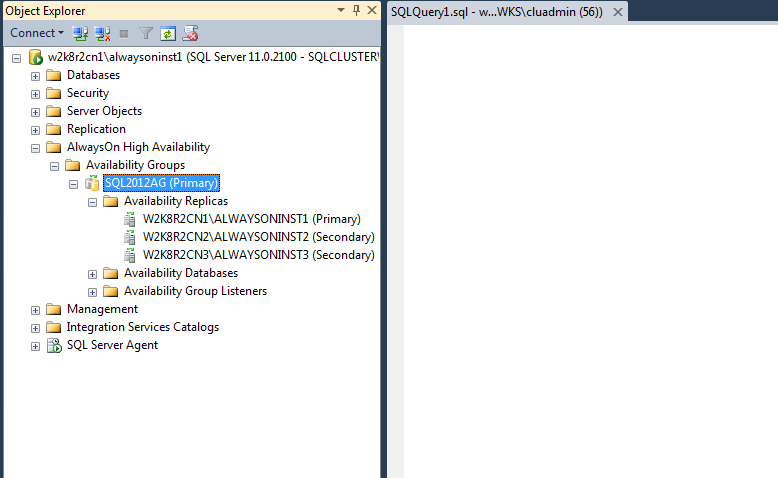 Object Explorer
Connect
w2k8r2cn1\alwaysoninst1 (SQL Server 11.0.2100 - SQLCLUSTER\
Databases
Security
Server Objects
Replication
AlwaysOn High Availability
Availability Groups
SQL2012AG (Primary)
Availability Replicas
W2K8R2CN1\ALWAYSONINST1 (Primary)
W2K8R2CN2\ALWAYSONINST2 (Secondary)
W2K8R2CN3\ALWAYSONINST3 (Secondary)
Availability Databases
Availability Group Listeners
Management
Integration Services Catalogs
SQL Server Agent
SQLQuery1.sql - w...WKS\cluadmin (56))